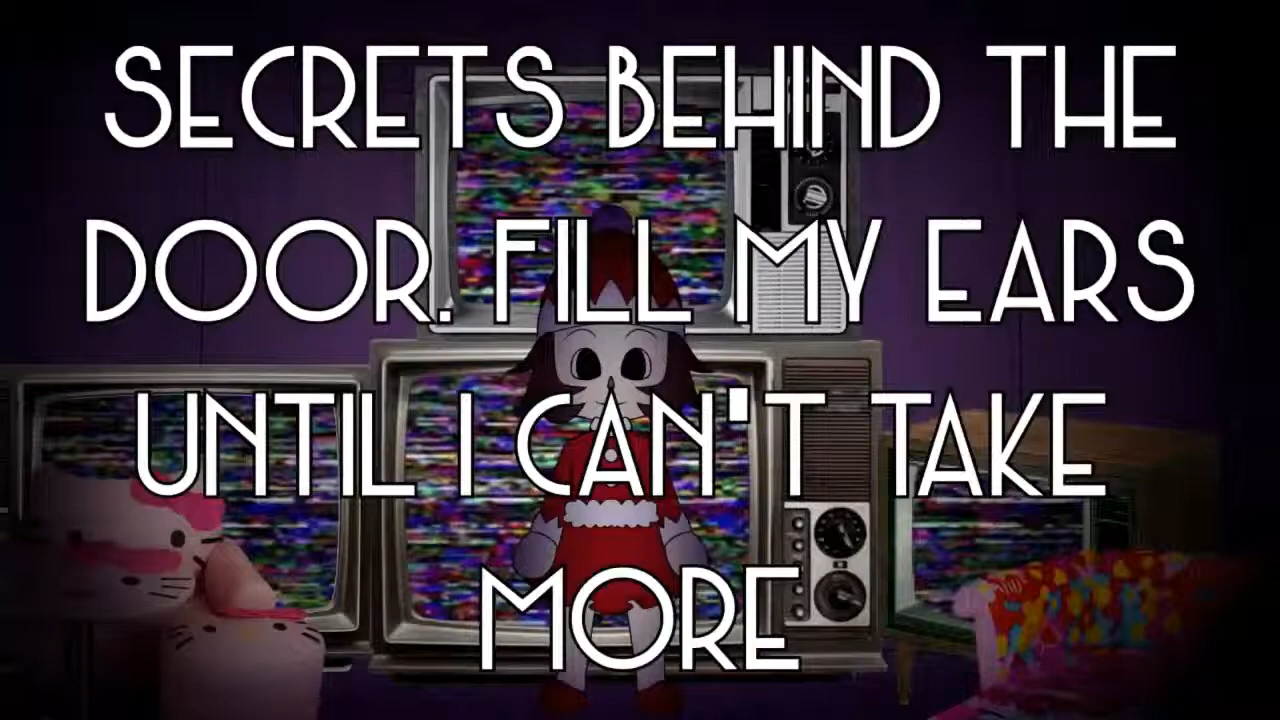 SECRETS BEHIND THE
DOOR. FILL MY EARS
UNTIL I CAN'T TAKE
MORE